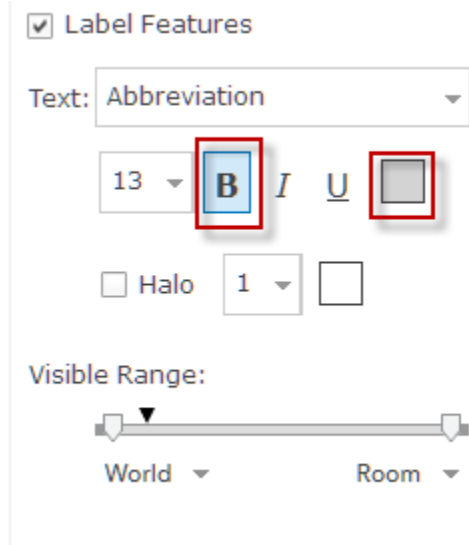 Label Features
Text: Abbreviation
13 B I U
Halo 1
Visible Range:
World Room